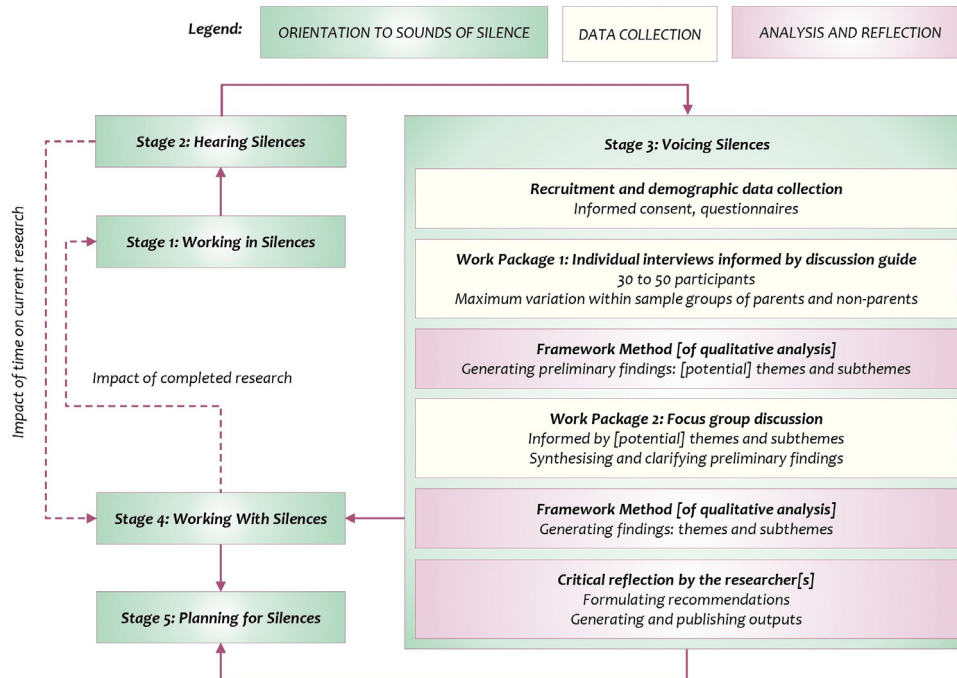 Legend:
ORIENTATION TO SOUNDS OF SILENCE
DATA COLLECTION
ANALYSIS AND REFLECTION
Stage 2: Hearing Silences
Stage 1: Working in Silences
Impact of time on current research
Impact of completed research
Stage 4: Working With Silences
Stage 5: Planning for Silences
Stage 3: Voicing Silences
Recruitment and demographic data collection
Informed consent, questionnaires
Work Package 1: Individual interviews informed by discussion guide
30 to 50 participants
Maximum variation within sample groups of parents and non-parents
Framework Method [of qualitative analysis]
Generating preliminary findings: [potential] themes and subthemes
Work Package 2: Focus group discussion
Informed by [potential] themes and subthemes
Synthesising and clarifying preliminary findings
Framework Method [of qualitative analysis]
Generating findings: themes and subthemes
Critical reflection by the researcher[s]
Formulating recommendations
Generating and publishing outputs